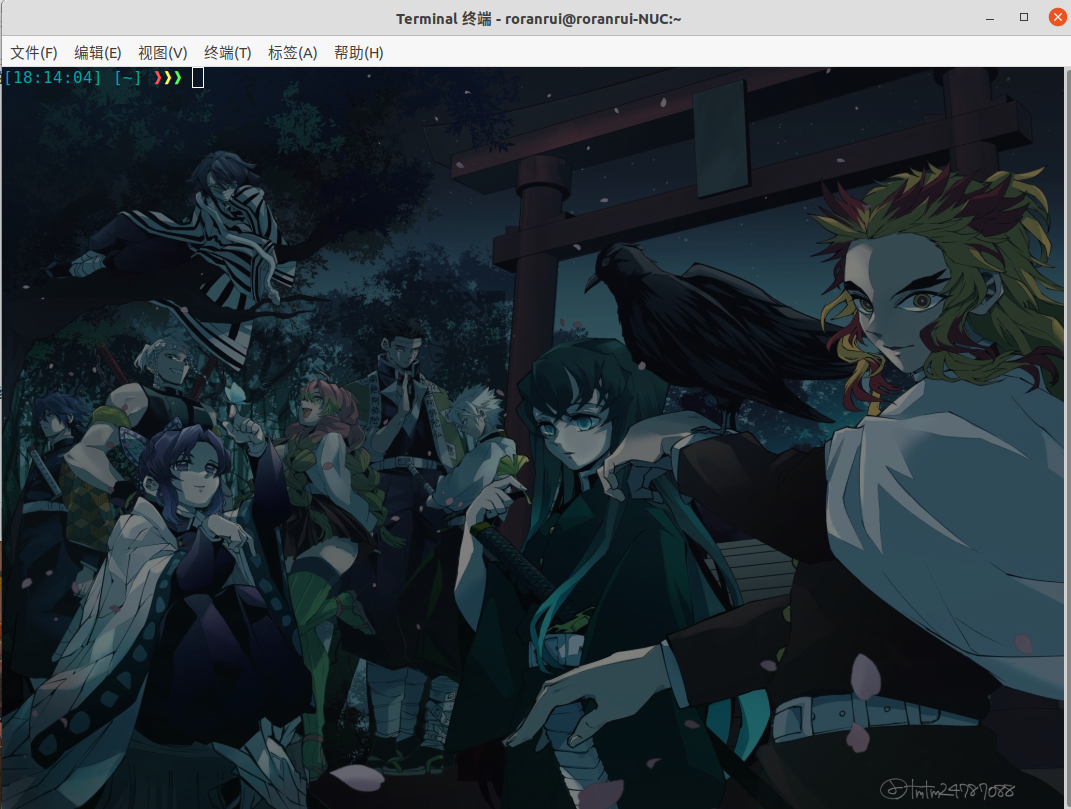 Terminal 终端 - roranrui@roranrui-NUC:~
文件(F) 编辑(E) 视图(V) 终端(T) 标签(A) 帮助(H)
[18:14:04] [~] ❯❯❯
@tmtm24787088